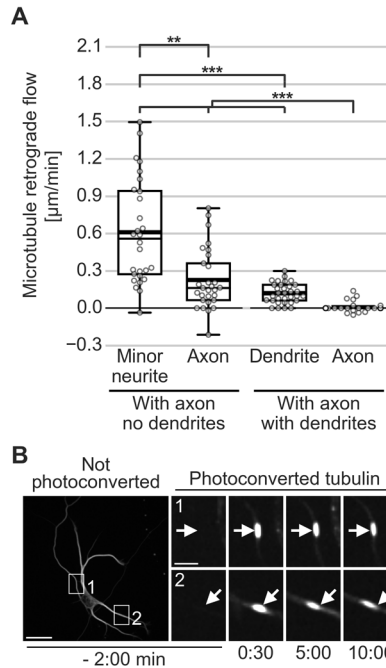 A
Microtubule retrograde flow
[µm/min]
2.1
1.8
1.5
1.2
0.9
0.6
0.3
0.0
−0.3
**
***
***
Minor
neurite
Axon
Dendrite
Axon
With axon
no dendrites
With axon
with dendrites
B
Not
photoconverted
Photoconverted tubulin
1
2
1
2
- 2:00 min
0:30
5:00
10:00